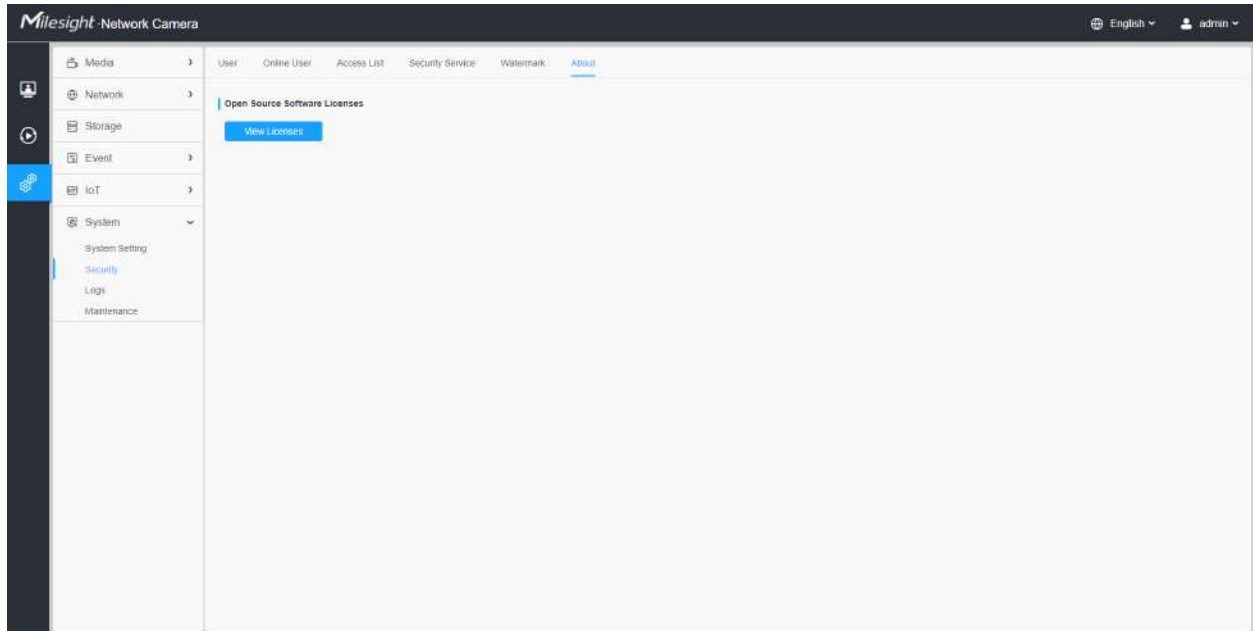 Milesight · Network Camera
English
admin
Media
Network
Storage
Event
IoT
System
System Setting
Security
Logs
Maintenance
User Online User Access List Security Service Watermark About
Open Source Software Licenses
View Licenses